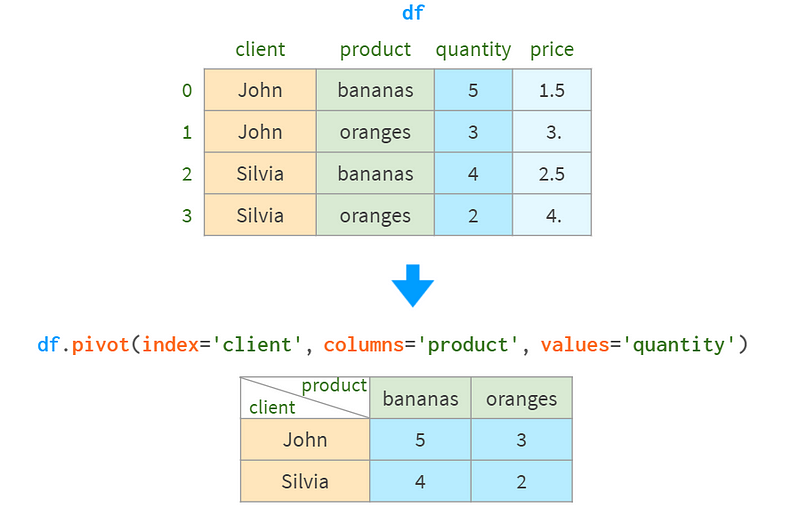 df
client product quantity price
0 John bananas 5 1.5
1 John oranges 3 3.
2 Silvia bananas 4 2.5
3 Silvia oranges 2 4.
df.pivot(index='client', columns='product', values='quantity')
product
client bananas oranges
John 5 3
Silvia 4 2